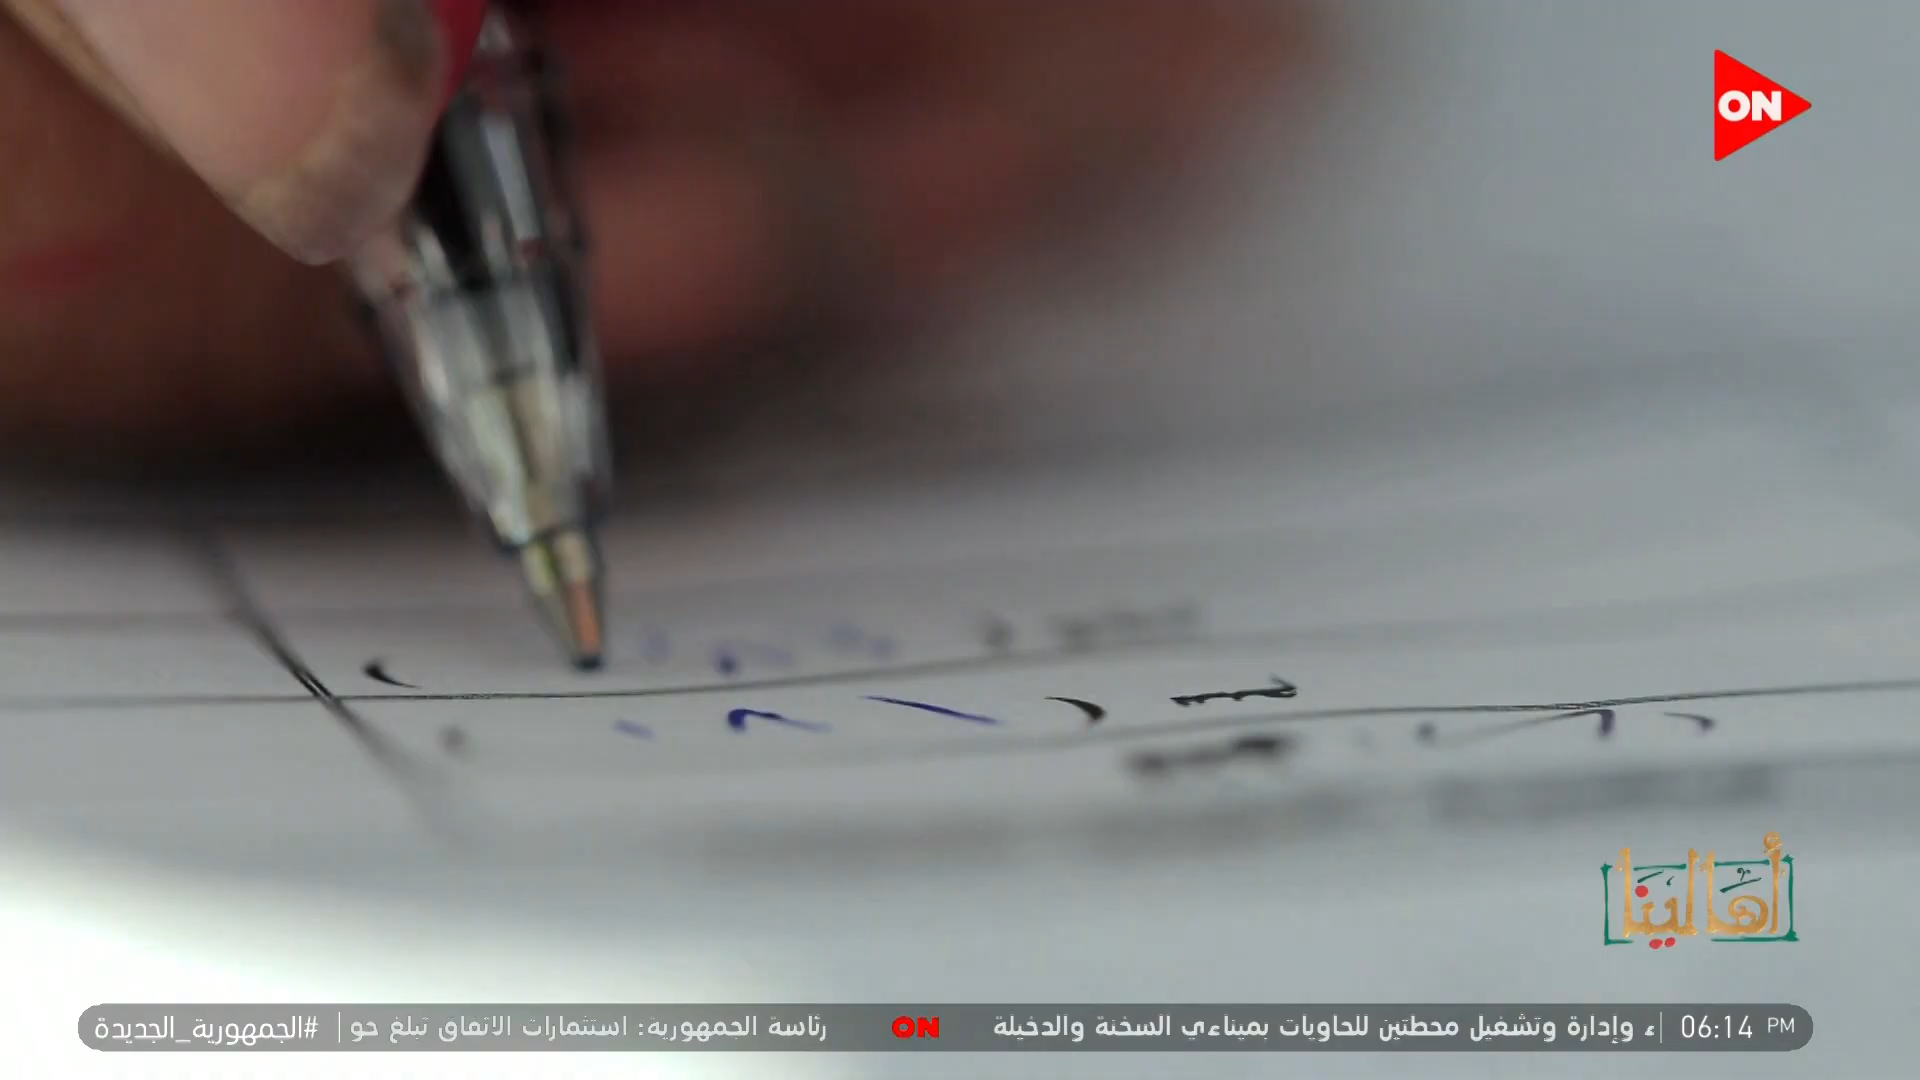 ON
أهالينا
06:14 PM
ء وإدارة وتشغيل محطتين للحاويات بميناءي السخنة والدخيلة ON رئاسة الجمهورية: استثمارات الاتفاق تبلغ حو
#الجمهورية_الجديدة